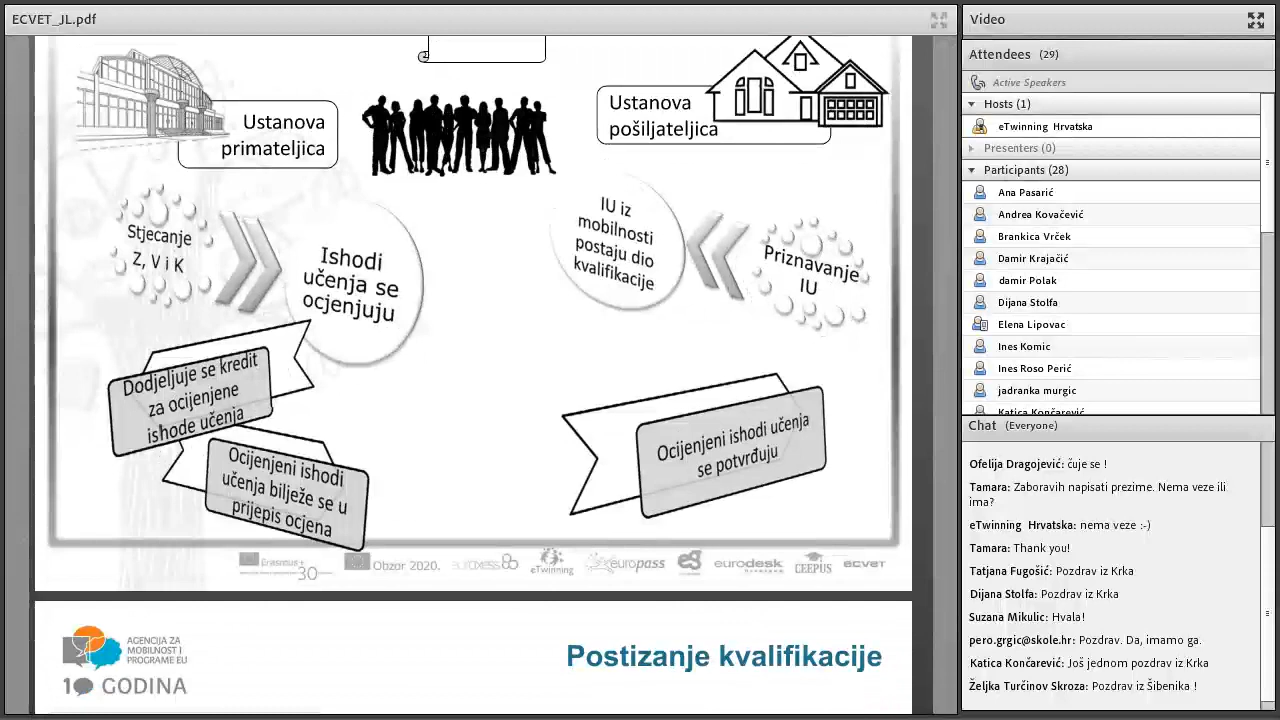 ECVET_JL.pdf
Ustanova
primateljica
Ustanova
pošiljateljica
Stjecanje
Z, V i K
Ishodi
učenja se
ocjenjuju
IU iz
mobilnosti
postaju dio
kvalifikacije
Priznavanje
IU
Dodjeljuje se kredit
za ocijenjene
ishode učenja
Ocijenjeni ishodi
učenja bilježe se u
prijepis ocjena
Ocijenjeni ishodi učenja
se potvrđuju
Erasmus+
30
Obzor 2020.
euraxess
eTwinning
europass
eurodesk
CEEPUS
ecvet
AGENCIJA ZA
MOBILNOST I
PROGRAME EU
10 GODINA
Postizanje kvalifikacije
Video
Attendees (29)
Active Speakers
Hosts (1)
eTwinning Hrvatska
Presenters (0)
Participants (28)
Ana Pasarić
Andrea Kovačević
Brankica Vrček
Damir Krajačić
damir Polak
Dijana Stolfa
Elena Lipovac
Ines Komic
Ines Roso Perić
jadranka murgic
Katica Končarević
Chat (Everyone)
Ofelija Dragojević: čuje se !
Tamara: Zaboravih napisati prezime. Nema veze ili
ima?
eTwinning Hrvatska: nema veze :-)
Tamara: Thank you!
Tatjana Fugošić: Pozdrav iz Krka
Dijana Stolfa: Pozdrav iz Krka
Suzana Mikulic: Hvala!
pero.grgic@skole.hr: Pozdrav. Da, imamo ga.
Katica Končarević: Još jednom pozdrav iz Krka
Željka Turčinov Skroza: Pozdrav iz Šibenika !